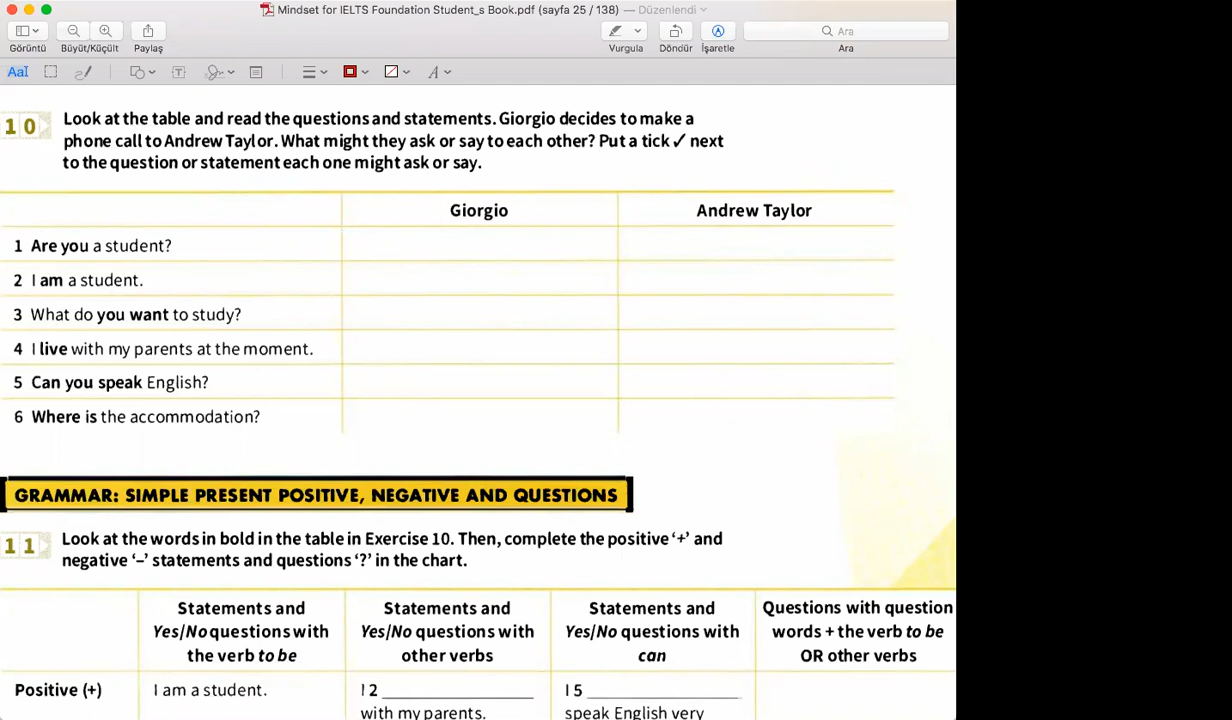 Mindset for IELTS Foundation Student_s Book.pdf (sayfa 25 / 138) — Düzenlendi
Görüntü Büyüt/Küçült Paylaş Vurgula Döndür İşaretle Ara
Ara
AaI
T
A
10 Look at the table and read the questions and statements. Giorgio decides to make a
phone call to Andrew Taylor. What might they ask or say to each other? Put a tick ✓ next
to the question or statement each one might ask or say.
Giorgio Andrew Taylor
1 Are you a student?
2 I am a student.
3 What do you want to study?
4 I live with my parents at the moment.
5 Can you speak English?
6 Where is the accommodation?
GRAMMAR: SIMPLE PRESENT POSITIVE, NEGATIVE AND QUESTIONS
11 Look at the words in bold in the table in Exercise 10. Then, complete the positive ‘+’ and
negative ‘–’ statements and questions ‘?’ in the chart.
Statements and
Yes/No questions with
the verb to be
Statements and
Yes/No questions with
other verbs
Statements and
Yes/No questions with
can
Questions with question
words + the verb to be
OR other verbs
Positive (+)
I am a student.
I 2 ____________________
with my parents.
I 5 ____________________
speak English very